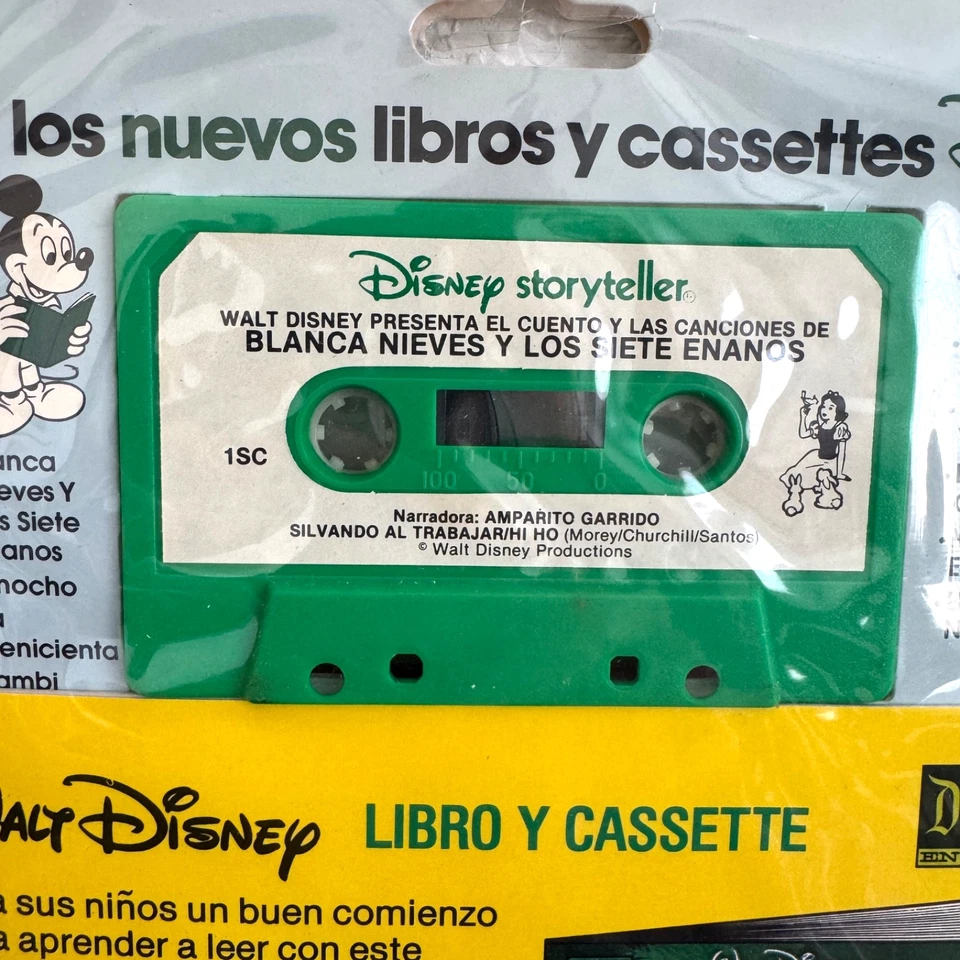 los nuevos libros y cassettes
Disney storyteller
WALT DISNEY PRESENTA EL CUENTO Y LAS CANCIONES DE
BLANCA NIEVES Y LOS SIETE ENANOS
1SC
100 50 0
Narradora: AMPARITO GARRIDO
SILVANDO AL TRABAJAR/HI HO (Morey/Churchill/Santos)
© Walt Disney Productions
anca
eves Y
s Siete
anos
nocho
a
enicienta
ambi
WALT DISNEY LIBRO Y CASSETTE
a sus niños un buen comienzo
a aprender a leer con este